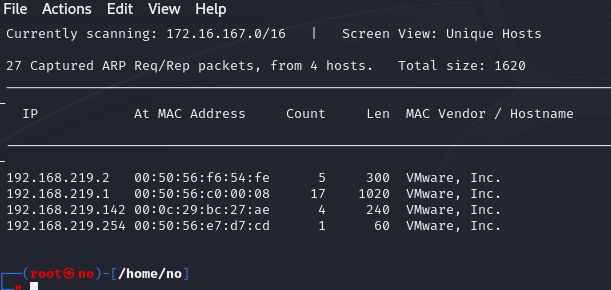 File Actions Edit View Help
Currently scanning: 172.16.167.0/16 | Screen View: Unique Hosts
27 Captured ARP Req/Rep packets, from 4 hosts. Total size: 1620
IP At MAC Address Count Len MAC Vendor / Hostname
192.168.219.2 00:50:56:f6:54:fe 5 300 VMware, Inc.
192.168.219.1 00:50:56:c0:00:08 17 1020 VMware, Inc.
192.168.219.142 00:0c:29:bc:27:ae 4 240 VMware, Inc.
192.168.219.254 00:50:56:e7:d7:cd 1 60 VMware, Inc.
┌──(root㉿no)-[/home/no]
└─#